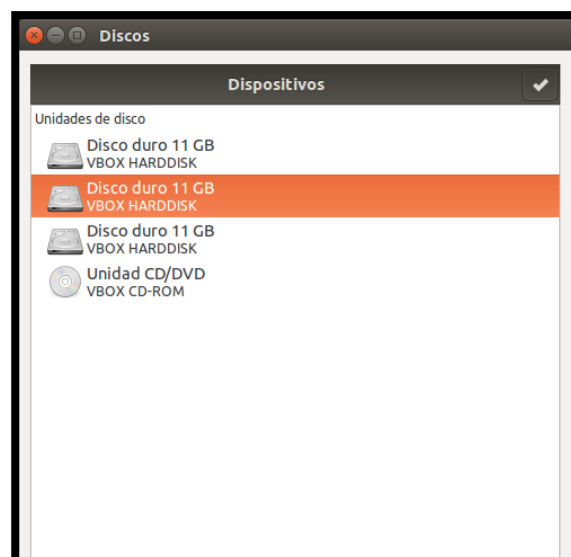 Discos
Dispositivos
Unidades de disco
Disco duro 11 GB
VBOX HARDDISK
Disco duro 11 GB
VBOX HARDDISK
Disco duro 11 GB
VBOX HARDDISK
Unidad CD/DVD
VBOX CD-ROM